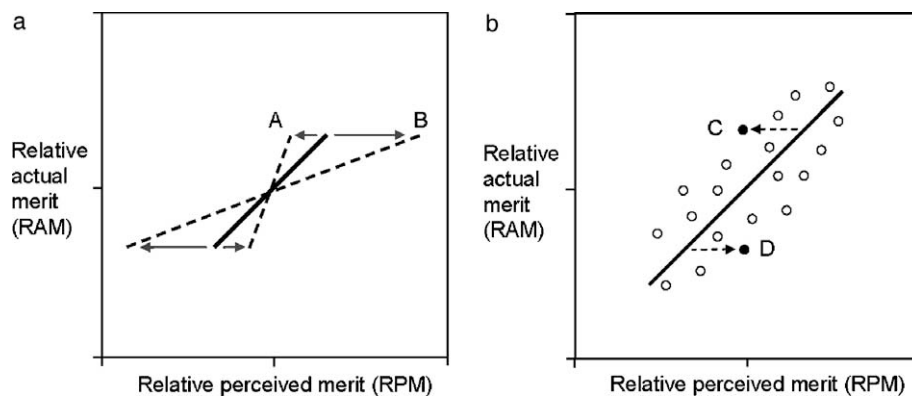 a
A
B
Relative
actual
merit
(RAM)
Relative perceived merit (RPM)
b
C
D
Relative
actual
merit
(RAM)
Relative perceived merit (RPM)